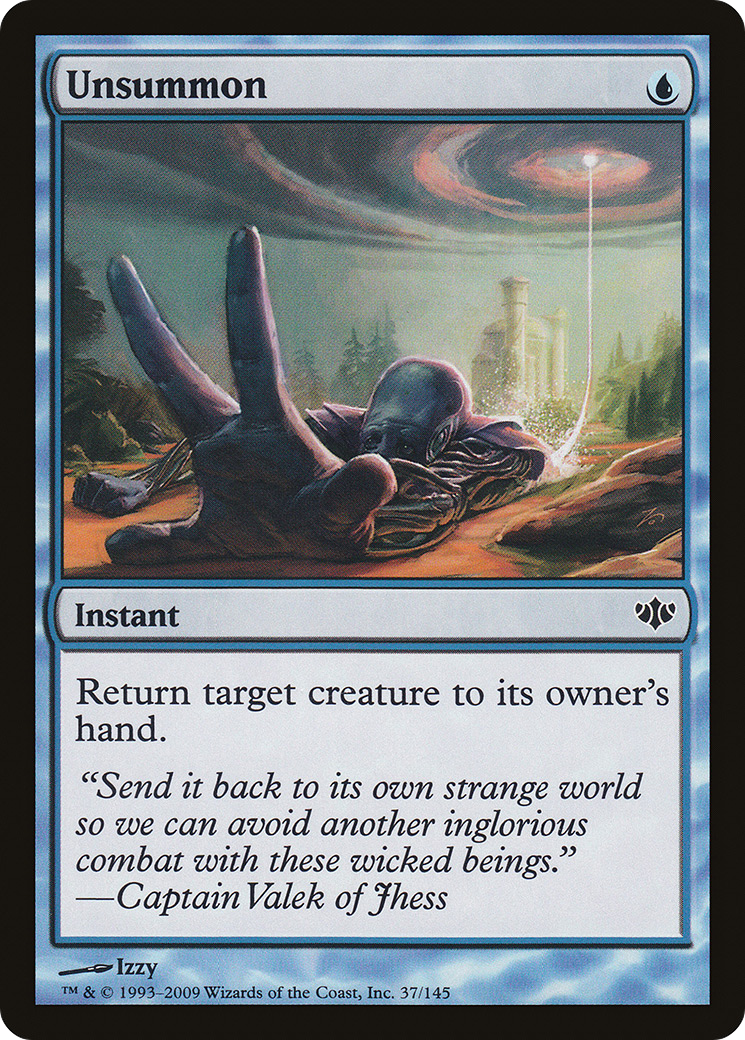 Unsummon
Instant
Return target creature to its owner's
hand.
“Send it back to its own strange world
so we can avoid another inglorious
combat with these wicked beings.”
—Captain Valek of Jhess
Izzy
™ & © 1993–2009 Wizards of the Coast, Inc. 37/145